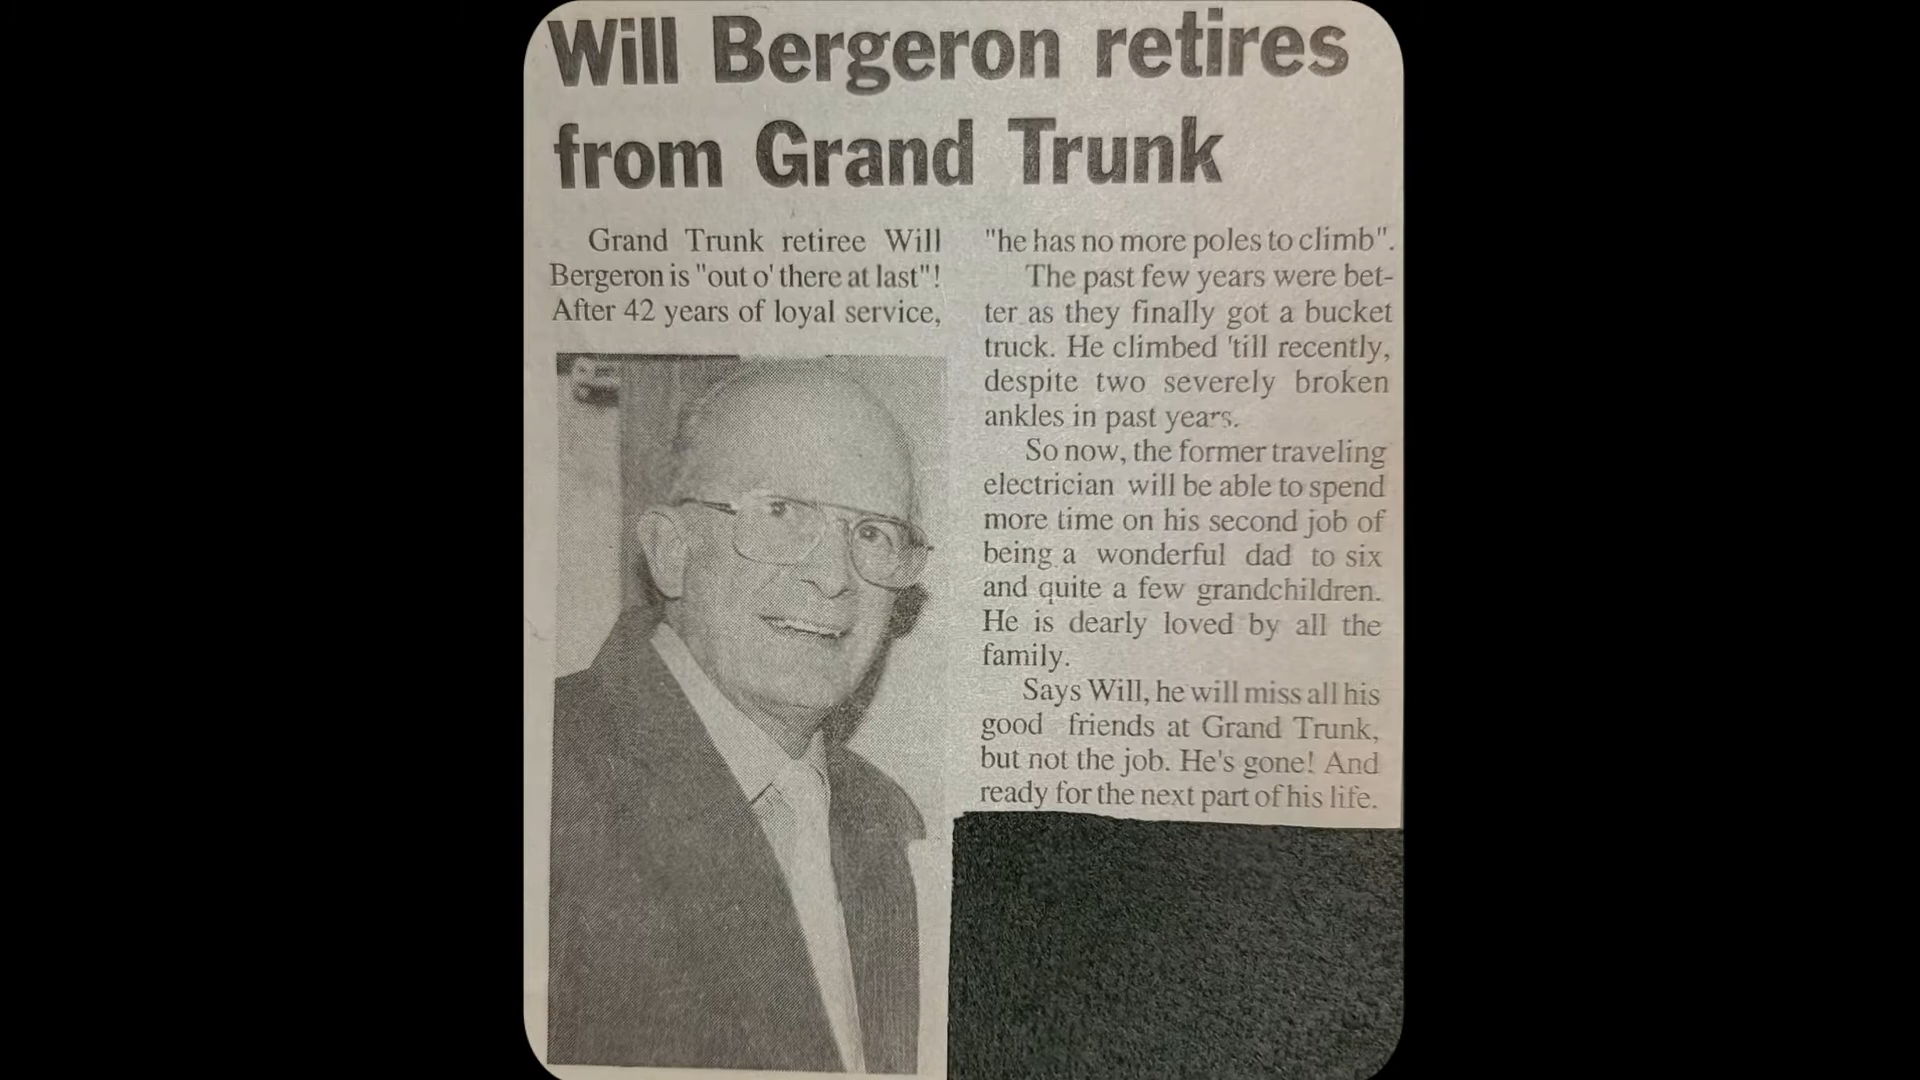 Will Bergeron retires
from Grand Trunk
Grand Trunk retiree Will
Bergeron is "out o' there at last"!
After 42 years of loyal service,
"he has no more poles to climb".
The past few years were bet-
ter as they finally got a bucket
truck. He climbed 'till recently,
despite two severely broken
ankles in past years.
So now, the former traveling
electrician will be able to spend
more time on his second job of
being a wonderful dad to six
and quite a few grandchildren.
He is dearly loved by all the
family.
Says Will, he will miss all his
good friends at Grand Trunk,
but not the job. He's gone! And
ready for the next part of his life.